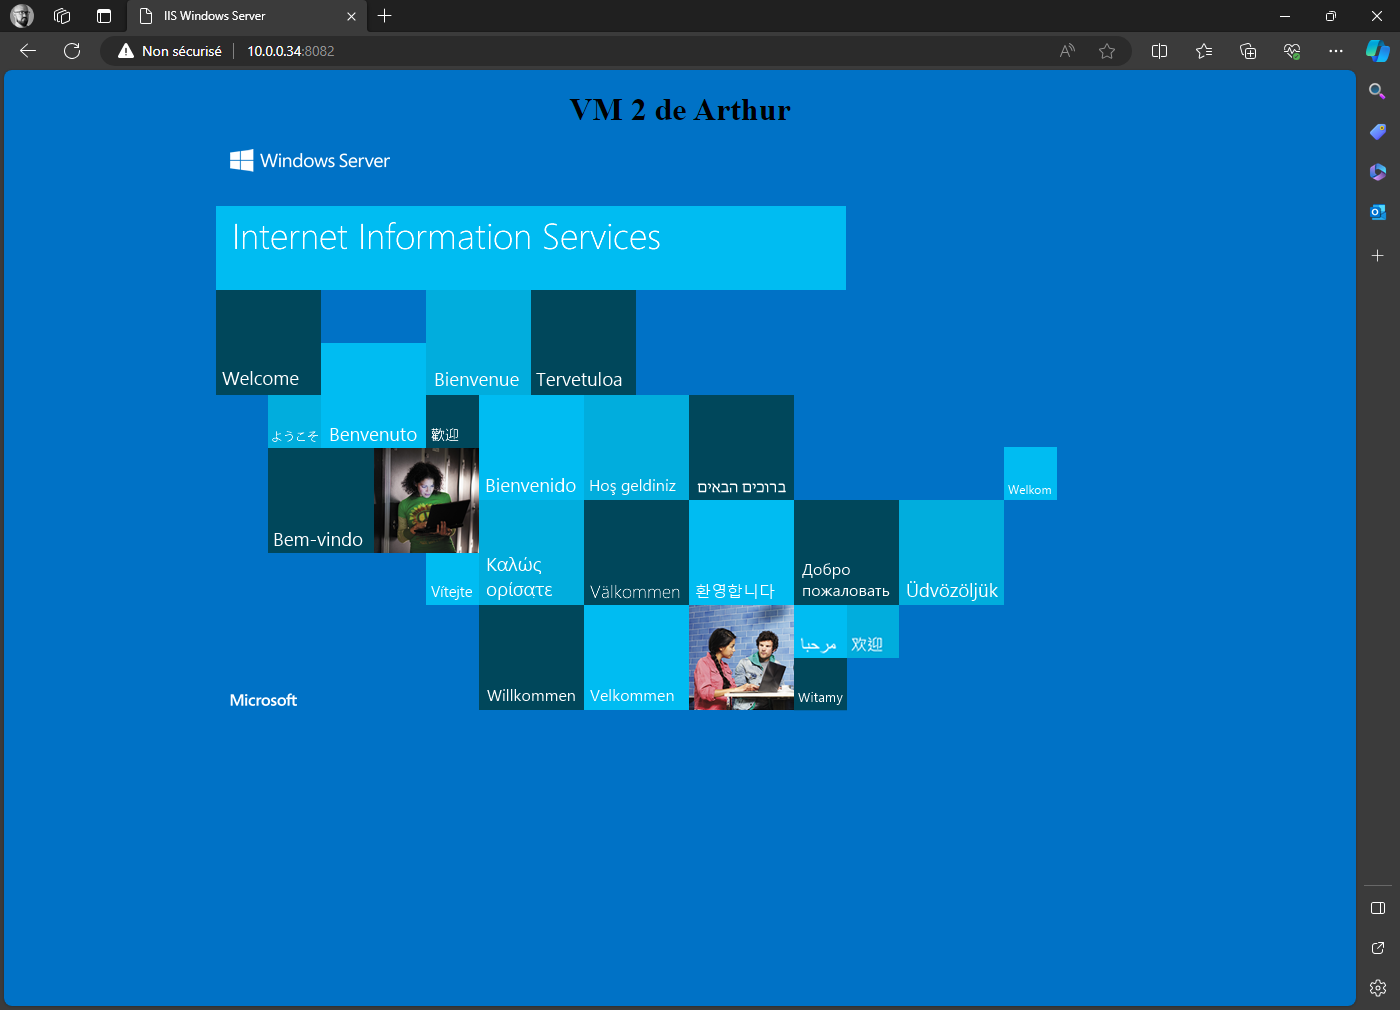 IIS Windows Server
Non sécurisé
10.0.0.34:8082
VM 2 de Arthur
Windows Server
Internet Information Services
Welcome
Bienvenue
Tervetuloa
ようこそ
Benvenuto
歡迎
Bienvenido
Hoş geldiniz
ברוכים הבאים
Welkom
Bem-vindo
Vítejte
Καλώς
ορίσατε
Välkommen
환영합니다
Добро
пожаловать
Üdvözöljük
Willkommen
Velkommen
مرحبا
欢迎
Witamy
Microsoft